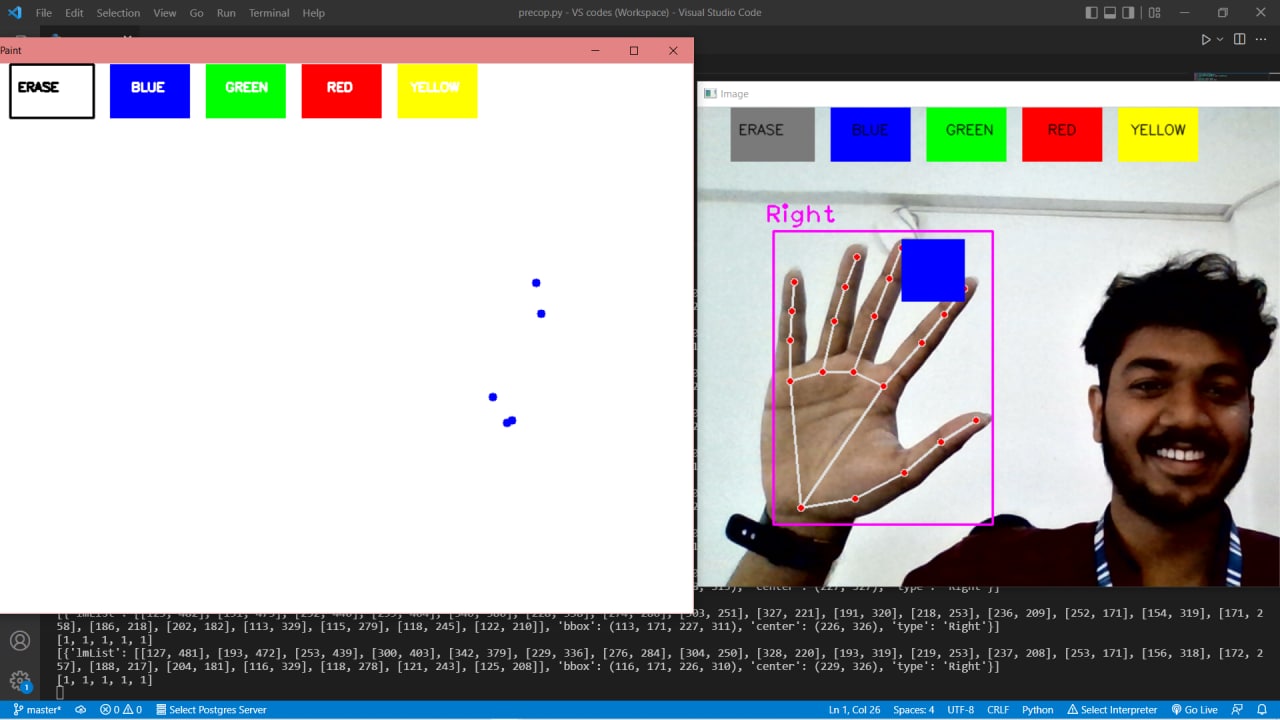 File Edit Selection View Go Run Terminal Help
precop.py - VS codes (Workspace) - Visual Studio Code
Paint
ERASE BLUE GREEN RED YELLOW
Image
ERASE BLUE GREEN RED YELLOW
Right
(227, 327), 'type': 'Right'}]
251], [327, 221], [191, 320], [218, 253], [236, 209], [252, 171], [154, 319], [171, 2
58], [186, 218], [202, 182], [113, 329], [115, 279], [118, 245], [122, 210]], 'bbox': (113, 171, 227, 311), 'center': (226, 326), 'type': 'Right'}]
[1, 1, 1, 1, 1]
[{'lmList': [[127, 481], [193, 472], [253, 439], [300, 403], [342, 379], [229, 336], [276, 284], [304, 250], [328, 220], [193, 319], [219, 253], [237, 208], [253, 171], [156, 318], [172, 2
57], [188, 217], [204, 181], [116, 329], [118, 278], [121, 243], [125, 208]], 'bbox': (116, 171, 226, 310), 'center': (229, 326), 'type': 'Right'}]
[1, 1, 1, 1, 1]
1
master* 0 0 Select Postgres Server Ln 1, Col 26 Spaces: 4 UTF-8 CRLF Python Select Interpreter Go Live